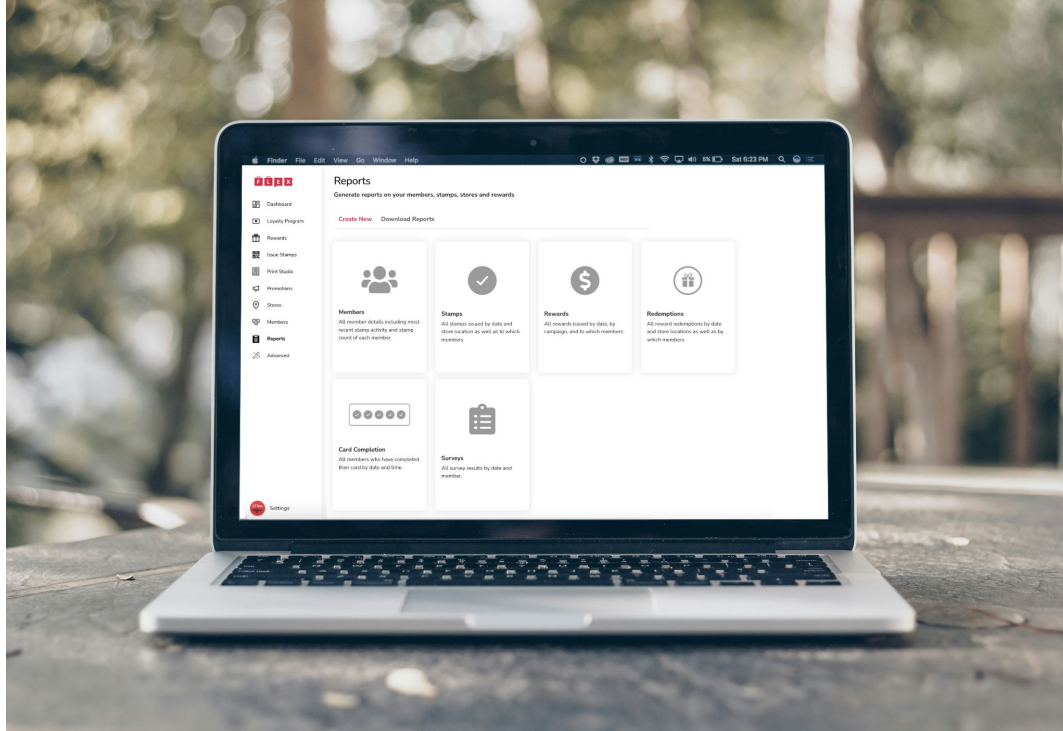 Finder File Edit View Go Window Help
5% Sat 6:23 PM
FLEX
Dashboard
Loyalty Program
Rewards
Issue Stamps
Print Studio
Promotions
Stores
Members
Reports
Advanced
Settings
Reports
Generate reports on your members, stamps, stores and rewards
Create New Download Reports
Members
All member details including most
recent stamp activity and stamp
count of each member
Stamps
All stamps issued by date and
store location as well as to which
members
Rewards
All rewards issued by date, by
campaign, and to which members
Redemptions
All reward redemptions by date
and store locations as well as by
which members
Card Completion
All members who have completed
their card by date and time.
Surveys
All survey results by date and
member.